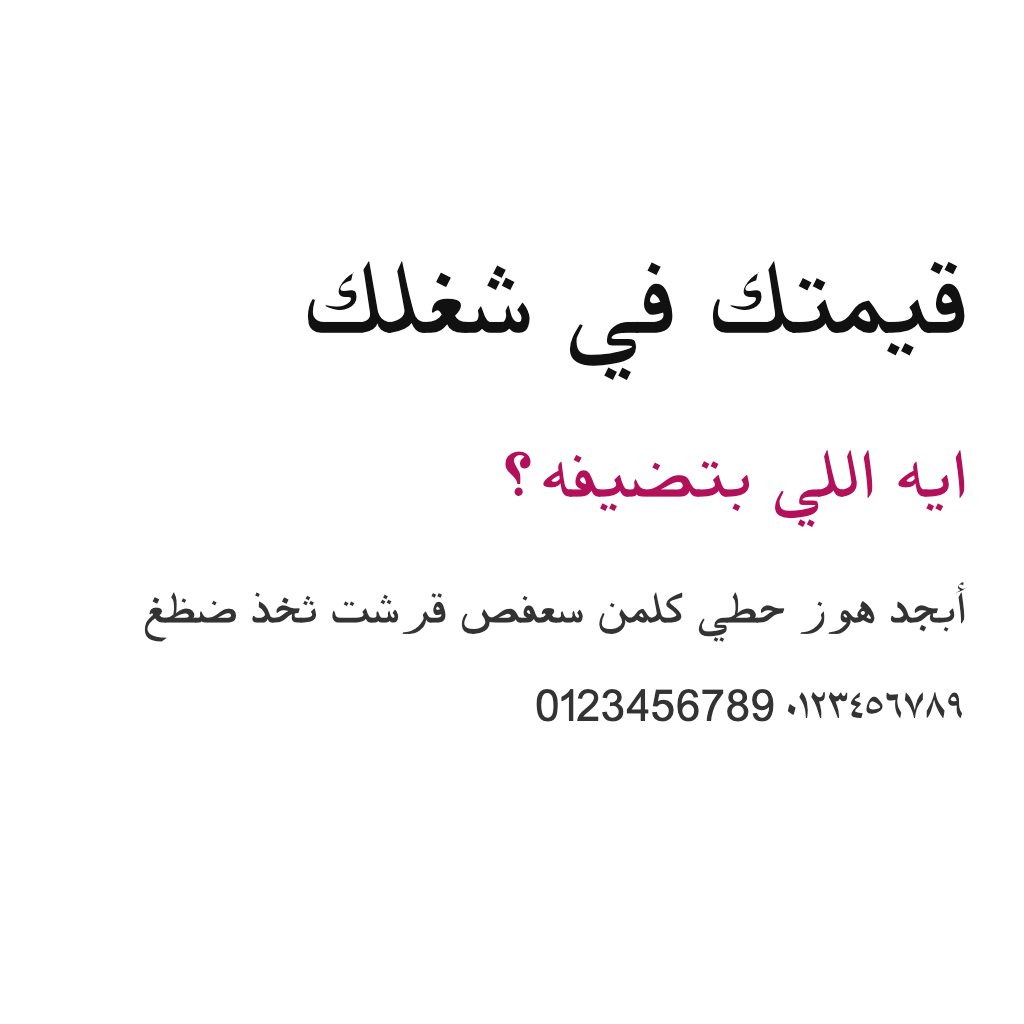 قيمتك في شغلك
ايه اللي بتضيفه؟
أبجد هوز حطي كلمن سعفص قرشت ثخذ ضظغ
0123456789 ٠١٢٣٤٥٦٧٨٩